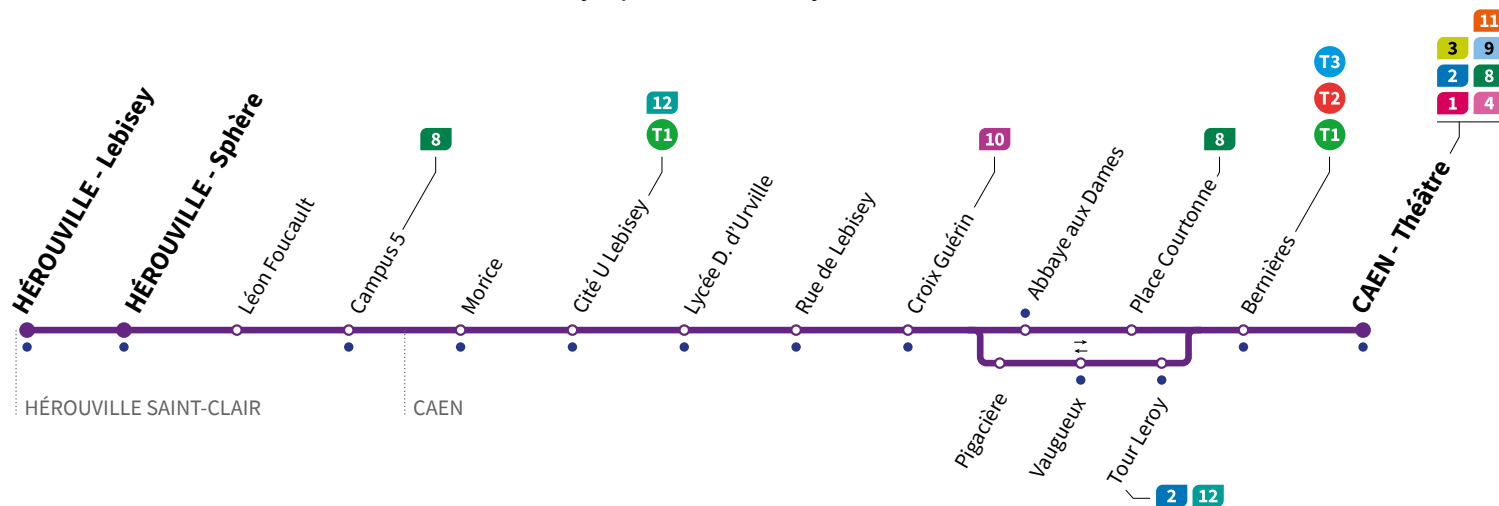 11
3 9
2 8
1 4
T3
T2
T1
12
T1
8
10
8
HÉROUVILLE - Lebisey
HÉROUVILLE - Sphère
Léon Foucault
Campus 5
Morice
Cité U Lebisey
Lycée D. d'Urville
Rue de Lebisey
Croix Guérin
Abbaye aux Dames
Place Courtonne
Bernières
CAEN - Théâtre
HÉROUVILLE SAINT-CLAIR
CAEN
Pigacière
Vaugueux
Tour Leroy
2 12